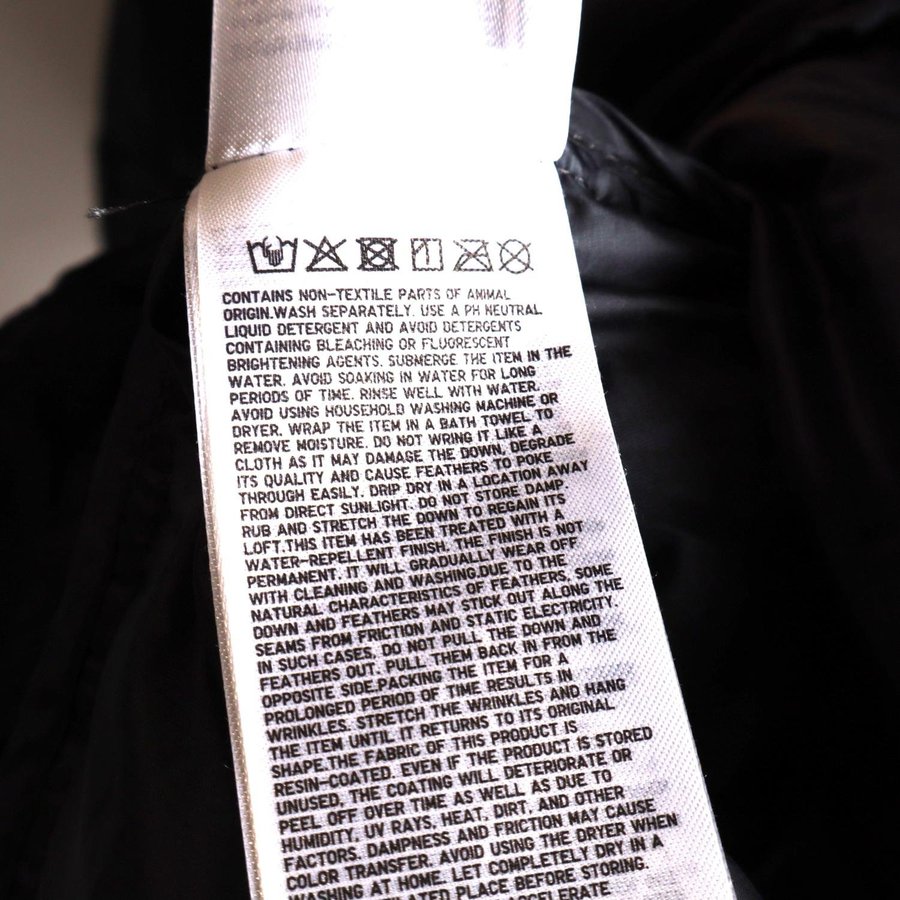 CONTAINS NON-TEXTILE PARTS OF ANIMAL
ORIGIN.WASH SEPARATELY. USE A PH NEUTRAL
LIQUID DETERGENT AND AVOID DETERGENTS
CONTAINING BLEACHING OR FLUORESCENT
BRIGHTENING AGENTS. SUBMERGE THE ITEM IN THE
WATER. AVOID SOAKING IN WATER FOR LONG
PERIODS OF TIME. RINSE WELL WITH WATER.
AVOID USING HOUSEHOLD WASHING MACHINE OR
DRYER. WRAP THE ITEM IN A BATH TOWEL TO
REMOVE MOISTURE. DO NOT WRING IT LIKE A
CLOTH AS IT MAY DAMAGE THE DOWN, DEGRADE
ITS QUALITY AND CAUSE FEATHERS TO POKE
THROUGH EASILY. DRIP DRY IN A LOCATION AWAY
FROM DIRECT SUNLIGHT. DO NOT STORE DAMP.
RUB AND STRETCH THE DOWN TO REGAIN ITS
LOFT.THIS ITEM HAS BEEN TREATED WITH A
WATER-REPELLENT FINISH. THE FINISH IS NOT
PERMANENT. IT WILL GRADUALLY WEAR OFF
WITH CLEANING AND WASHING.DUE TO THE
NATURAL CHARACTERISTICS OF FEATHERS, SOME
DOWN AND FEATHERS MAY STICK OUT ALONG THE
SEAMS FROM FRICTION AND STATIC ELECTRICITY.
IN SUCH CASES, DO NOT PULL THE DOWN AND
FEATHERS OUT. PULL THEM BACK IN FROM THE
OPPOSITE SIDE.PACKING THE ITEM FOR A
PROLONGED PERIOD OF TIME RESULTS IN
WRINKLES. STRETCH THE WRINKLES AND HANG
THE ITEM UNTIL IT RETURNS TO ITS ORIGINAL
SHAPE.THE FABRIC OF THIS PRODUCT IS
RESIN-COATED. EVEN IF THE PRODUCT IS STORED
UNUSED, THE COATING WILL DETERIORATE OR
PEEL OFF OVER TIME AS WELL AS DUE TO
HUMIDITY, UV RAYS, HEAT, DIRT, AND OTHER
FACTORS. DAMPNESS AND FRICTION MAY CAUSE
COLOR TRANSFER. AVOID USING THE DRYER WHEN
WASHING AT HOME. LET COMPLETELY DRY IN A
PLACE BEFORE STORING.
ACCELERATE